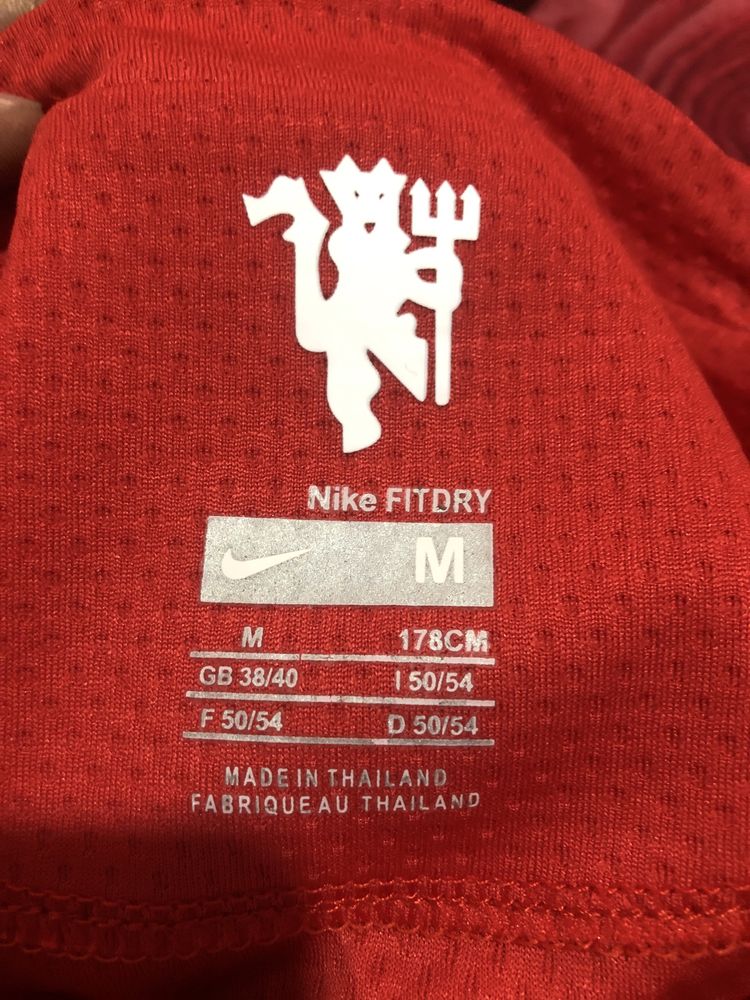 Nike FITDRY
M
M 178CM
GB 38/40 I 50/54
F 50/54 D 50/54
MADE IN THAILAND
FABRIQUE AU THAILAND